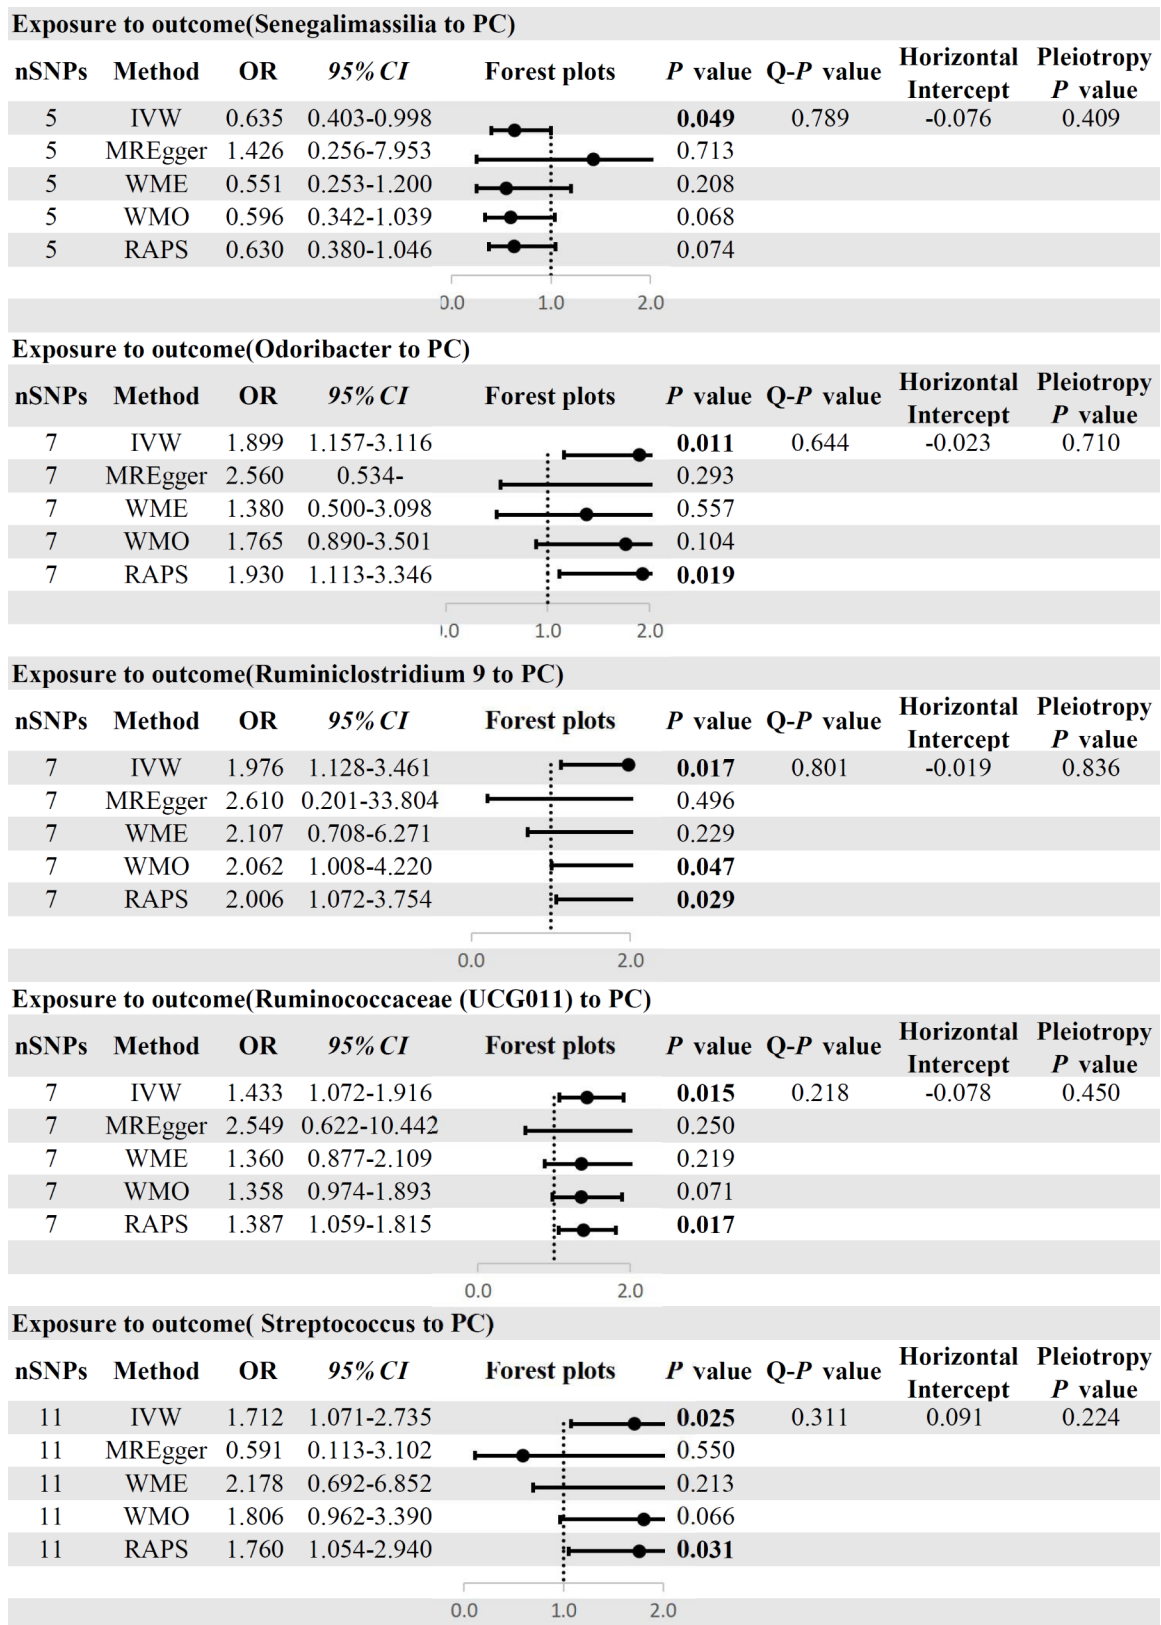 Exposure to outcome(Senegalimassilia to PC)
nSNPs Method OR 95% CI Forest plots P value Q-P value Horizontal Intercept Pleiotropy P value
5 IVW 0.635 0.403-0.998 0.049 0.789 -0.076 0.409
5 MREgger 1.426 0.256-7.953 0.713
5 WME 0.551 0.253-1.200 0.208
5 WMO 0.596 0.342-1.039 0.068
5 RAPS 0.630 0.380-1.046 0.074
0.0 1.0 2.0
Exposure to outcome(Odoribacter to PC)
nSNPs Method OR 95% CI Forest plots P value Q-P value Horizontal Intercept Pleiotropy P value
7 IVW 1.899 1.157-3.116 0.011 0.644 -0.023 0.710
7 MREgger 2.560 0.534- 0.293
7 WME 1.380 0.500-3.098 0.557
7 WMO 1.765 0.890-3.501 0.104
7 RAPS 1.930 1.113-3.346 0.019
.0 1.0 2.0
Exposure to outcome(Ruminiclostridium 9 to PC)
nSNPs Method OR 95% CI Forest plots P value Q-P value Horizontal Intercept Pleiotropy P value
7 IVW 1.976 1.128-3.461 0.017 0.801 -0.019 0.836
7 MREgger 2.610 0.201-33.804 0.496
7 WME 2.107 0.708-6.271 0.229
7 WMO 2.062 1.008-4.220 0.047
7 RAPS 2.006 1.072-3.754 0.029
0.0 2.0
Exposure to outcome(Ruminococcaceae (UCG011) to PC)
nSNPs Method OR 95% CI Forest plots P value Q-P value Horizontal Intercept Pleiotropy P value
7 IVW 1.433 1.072-1.916 0.015 0.218 -0.078 0.450
7 MREgger 2.549 0.622-10.442 0.250
7 WME 1.360 0.877-2.109 0.219
7 WMO 1.358 0.974-1.893 0.071
7 RAPS 1.387 1.059-1.815 0.017
0.0 2.0
Exposure to outcome( Streptococcus to PC)
nSNPs Method OR 95% CI Forest plots P value Q-P value Horizontal Intercept Pleiotropy P value
11 IVW 1.712 1.071-2.735 0.025 0.311 0.091 0.224
11 MREgger 0.591 0.113-3.102 0.550
11 WME 2.178 0.692-6.852 0.213
11 WMO 1.806 0.962-3.390 0.066
11 RAPS 1.760 1.054-2.940 0.031
0.0 1.0 2.0